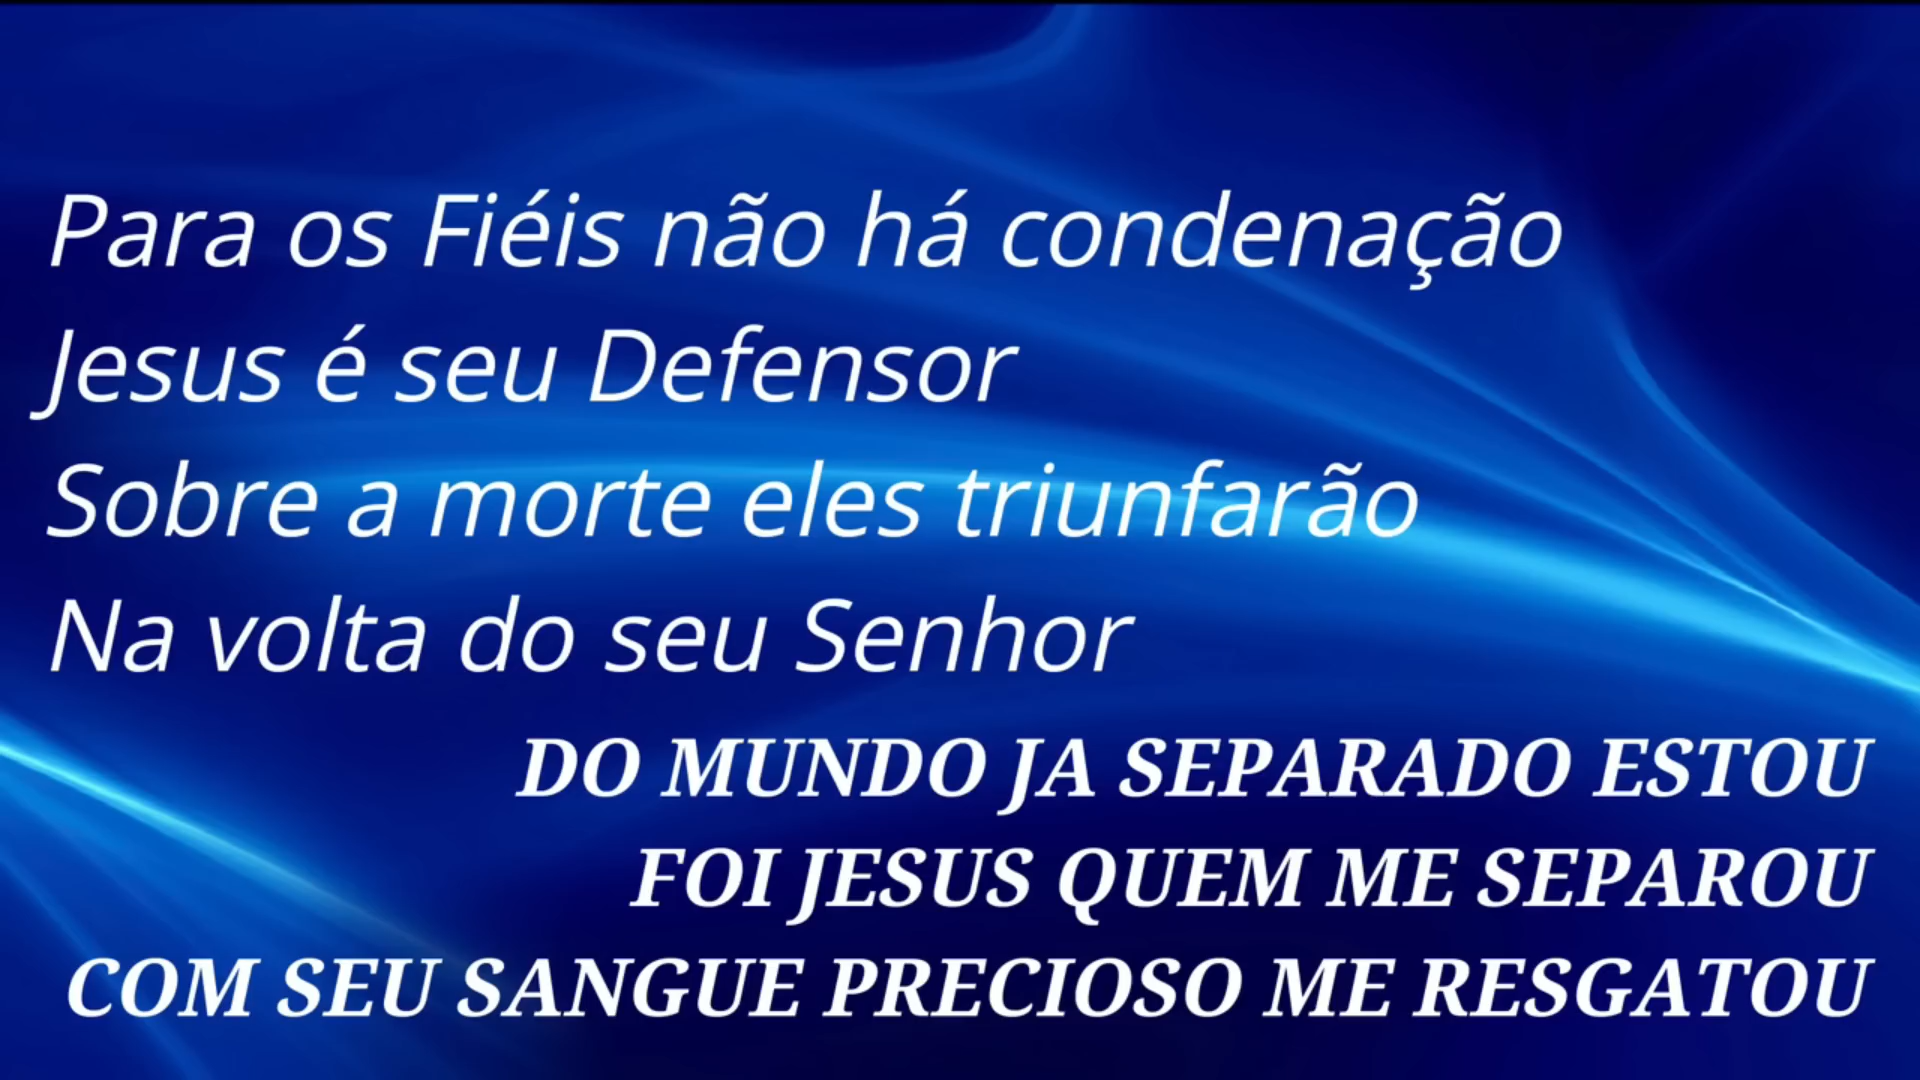 Para os Fiéis não há condenação
Jesus é seu Defensor
Sobre a morte eles triunfarão
Na volta do seu Senhor
DO MUNDO JA SEPARADO ESTOU
FOI JESUS QUEM ME SEPAROU
COM SEU SANGUE PRECIOSO ME RESGATOU